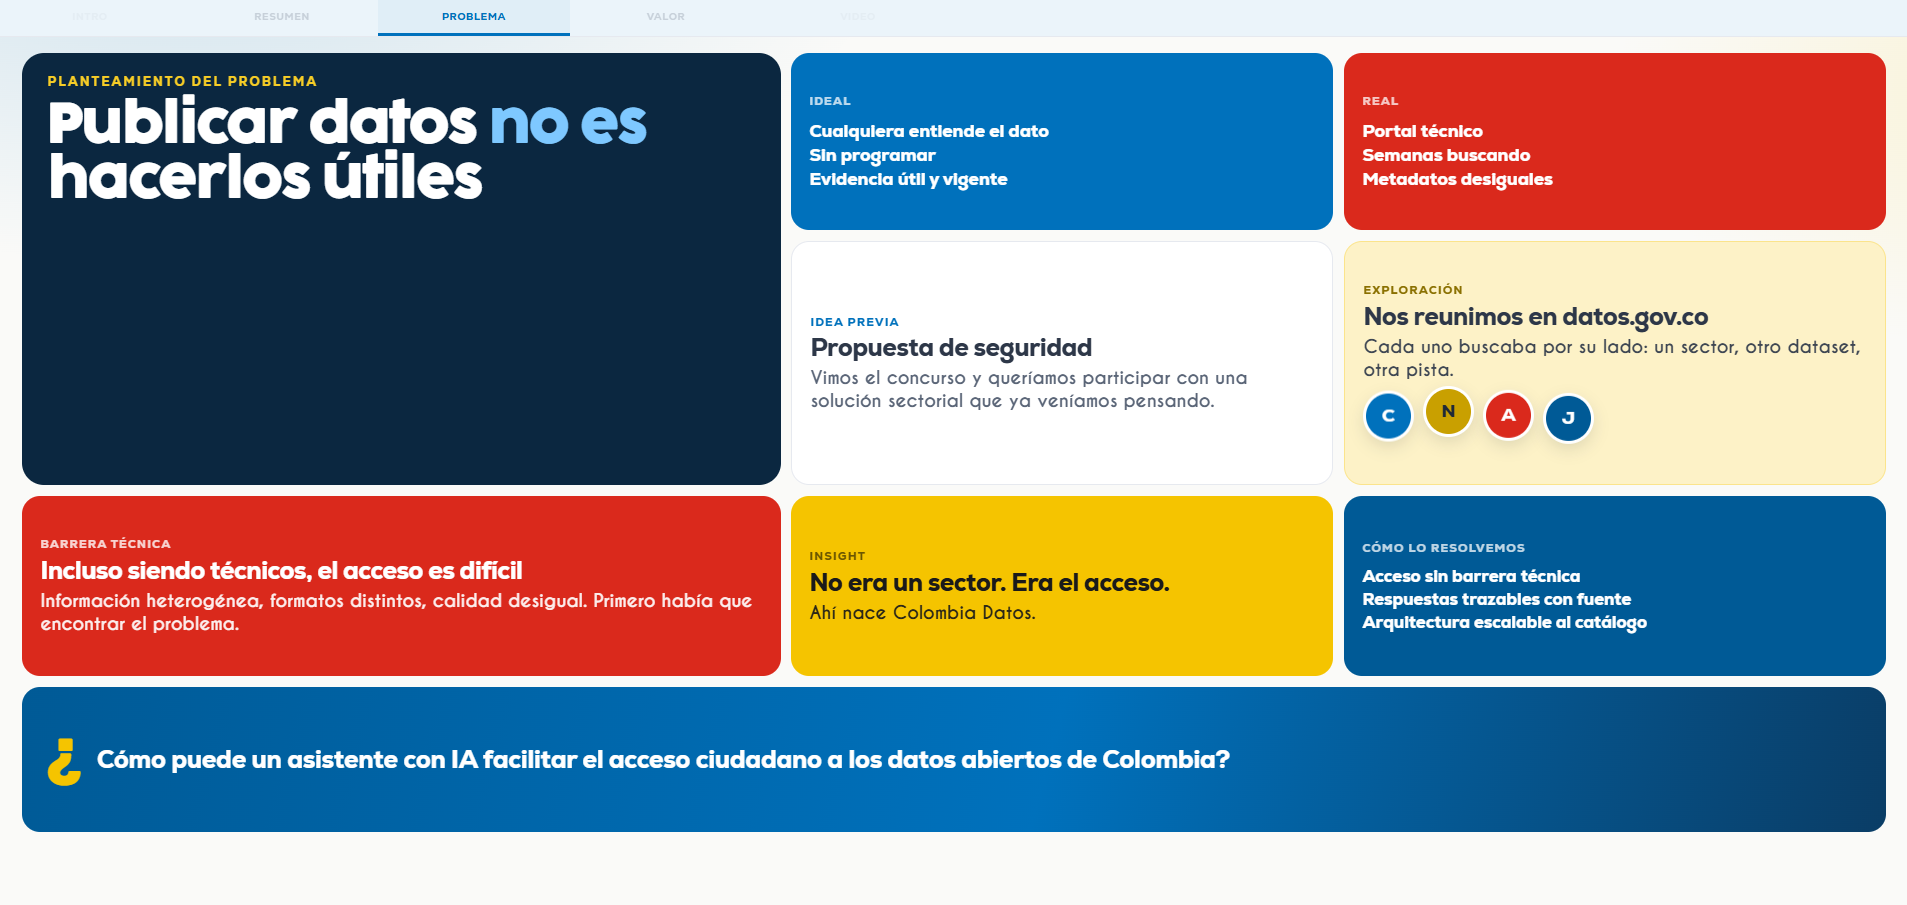 INTRO
RESUMEN
PROBLEMA
VALOR
VIDEO
PLANTEAMIENTO DEL PROBLEMA
Publicar datos no es
hacerlos útiles
IDEAL
Cualquiera entiende el dato
Sin programar
Evidencia útil y vigente
REAL
Portal técnico
Semanas buscando
Metadatos desiguales
IDEA PREVIA
Propuesta de seguridad
Vimos el concurso y queríamos participar con una
solución sectorial que ya veníamos pensando.
EXPLORACIÓN
Nos reunimos en datos.gov.co
Cada uno buscaba por su lado: un sector, otro dataset,
otra pista.
C N A J
BARRERA TÉCNICA
Incluso siendo técnicos, el acceso es difícil
Información heterogénea, formatos distintos, calidad desigual. Primero había que
encontrar el problema.
INSIGHT
No era un sector. Era el acceso.
Ahí nace Colombia Datos.
CÓMO LO RESOLVEMOS
Acceso sin barrera técnica
Respuestas trazables con fuente
Arquitectura escalable al catálogo
¿Cómo puede un asistente con IA facilitar el acceso ciudadano a los datos abiertos de Colombia?